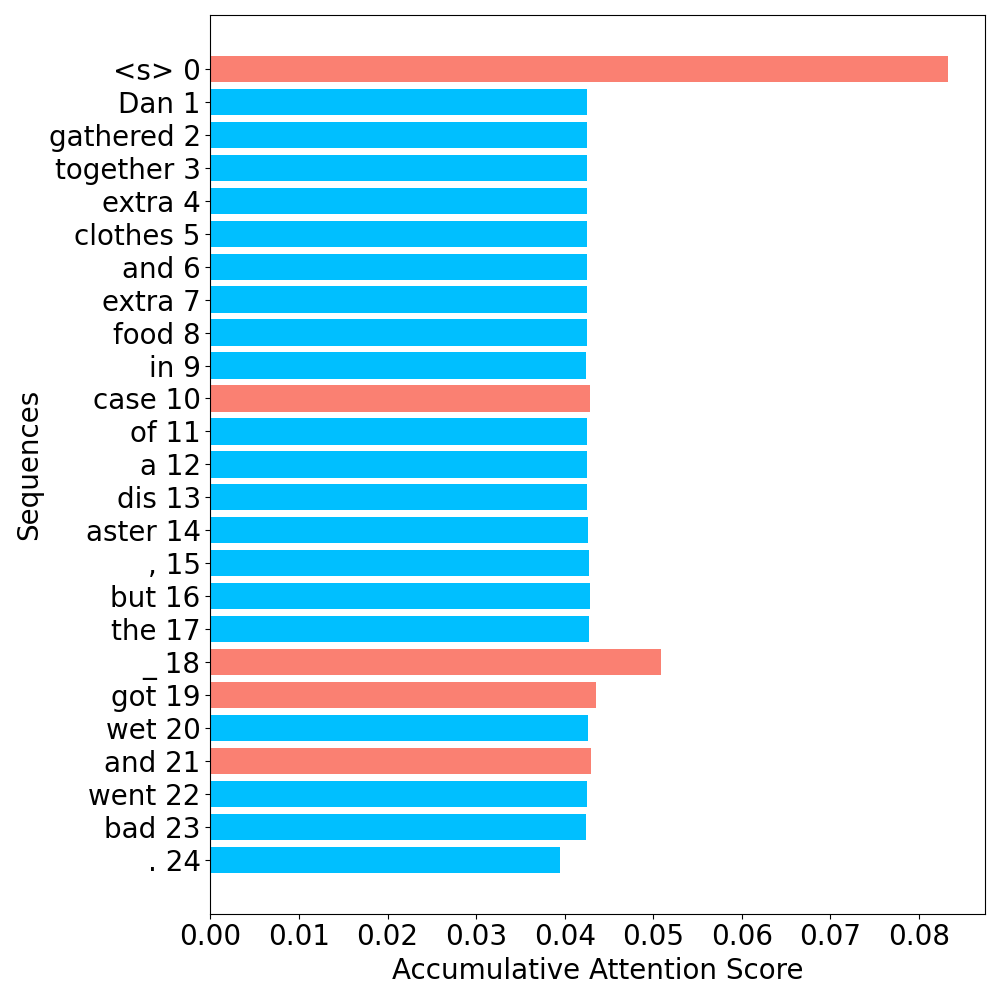 <s> 0
Dan 1
gathered 2
together 3
extra 4
clothes 5
and 6
extra 7
food 8
in 9
case 10
of 11
a 12
dis 13
aster 14
, 15
but 16
the 17
_ 18
got 19
wet 20
and 21
went 22
bad 23
. 24
Sequences
0.00 0.01 0.02 0.03 0.04 0.05 0.06 0.07 0.08
Accumulative Attention Score